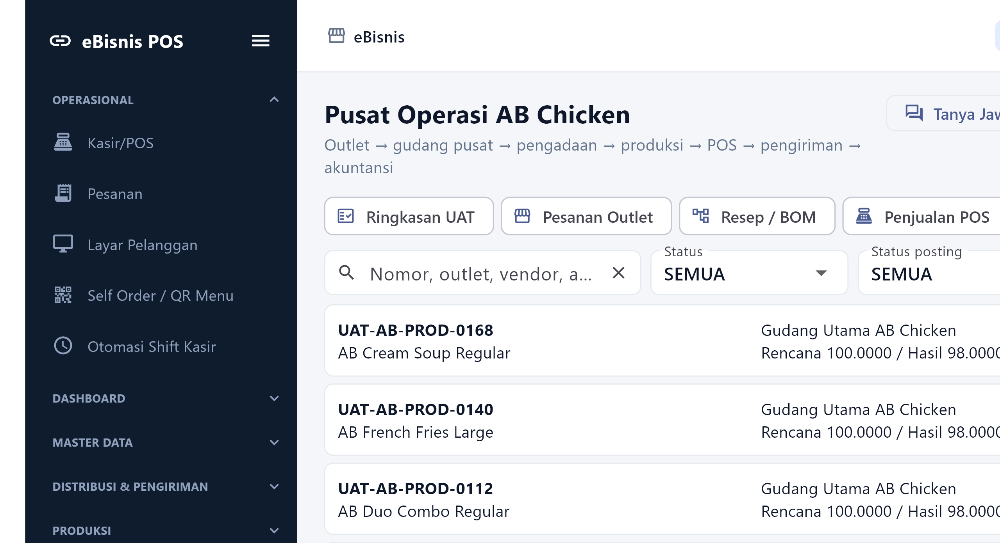 eBisnis POS
OPERASIONAL
Kasir/POS
Pesanan
Layar Pelanggan
Self Order / QR Menu
Otomasi Shift Kasir
DASHBOARD
MASTER DATA
DISTRIBUSI & PENGIRIMAN
PRODUKSI
eBisnis
Pusat Operasi AB Chicken
Outlet → gudang pusat → pengadaan → produksi → POS → pengiriman →
akuntansi
Tanya
Ringkasan UAT
Pesanan Outlet
Resep / BOM
Penjualan POS
Nomor, outlet, vendor, a...
Status
SEMUA
Status posting
SEMUA
UAT-AB-PROD-0168
AB Cream Soup Regular
Gudang Utama AB Chicken
Rencana 100.0000 / Hasil 98.0000
UAT-AB-PROD-0140
AB French Fries Large
Gudang Utama AB Chicken
Rencana 100.0000 / Hasil 98.0000
UAT-AB-PROD-0112
AB Duo Combo Regular
Gudang Utama AB Chicken
Rencana 100.0000 / Hasil 98.0000